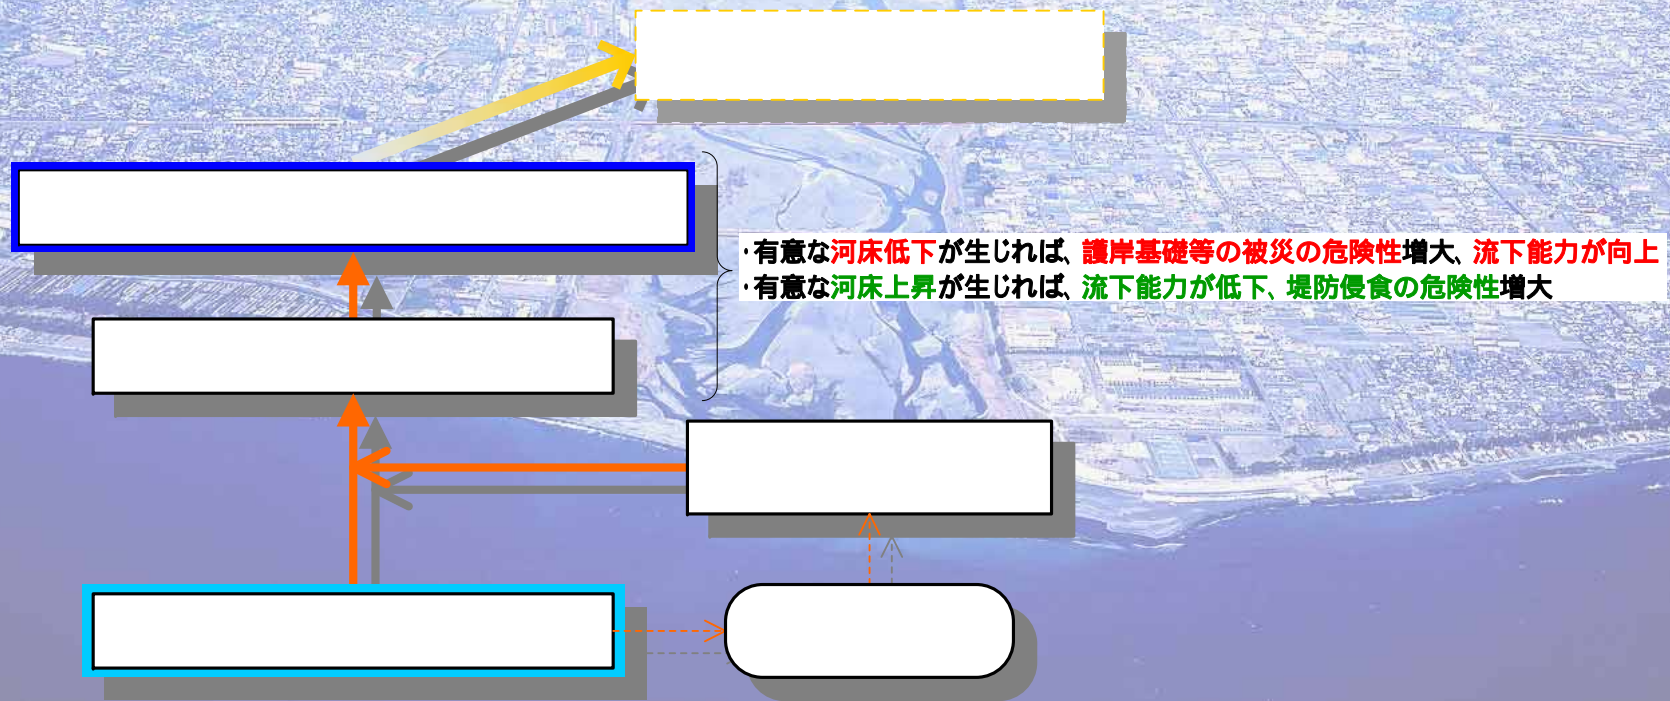 ・有意な河床低下が生じれば、護岸基礎等の被災の危険性増大、流下能力が向上
・有意な河床上昇が生じれば、流下能力が低下、堤防侵食の危険性増大